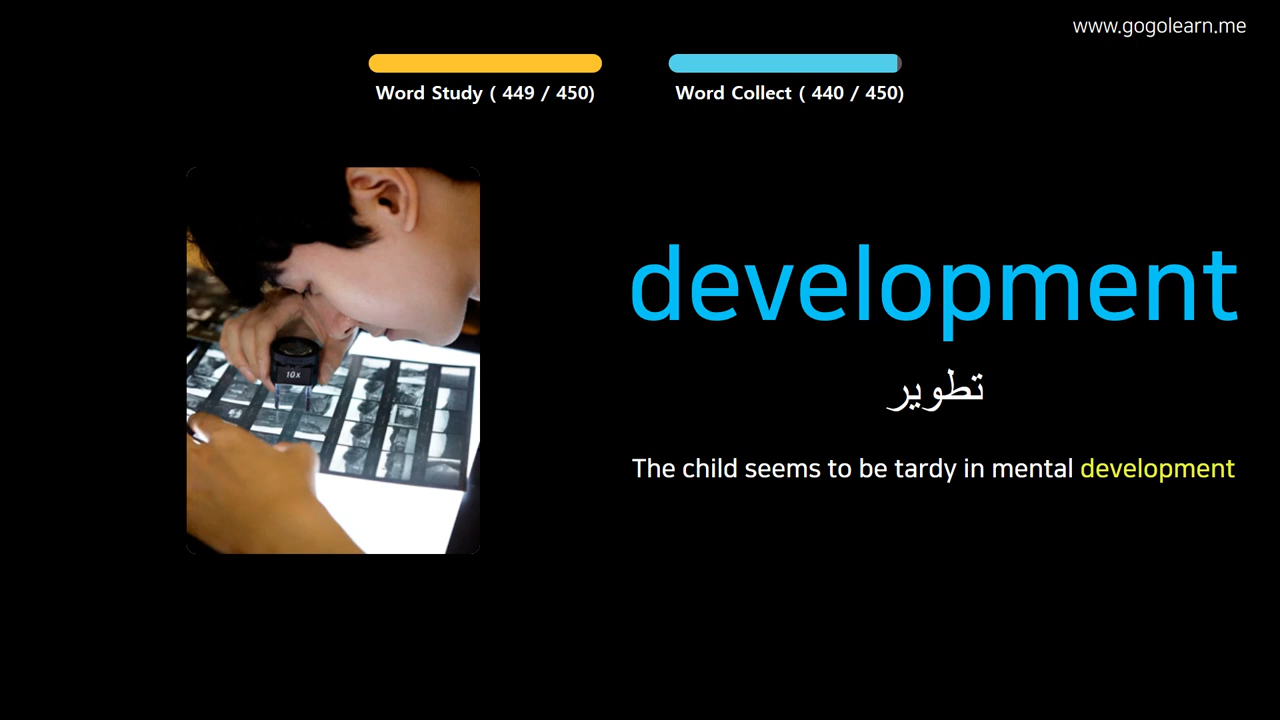 www.gogolearn.me
Word Study ( 449 / 450)
Word Collect ( 440 / 450)
10x
development
تطوير
The child seems to be tardy in mental development